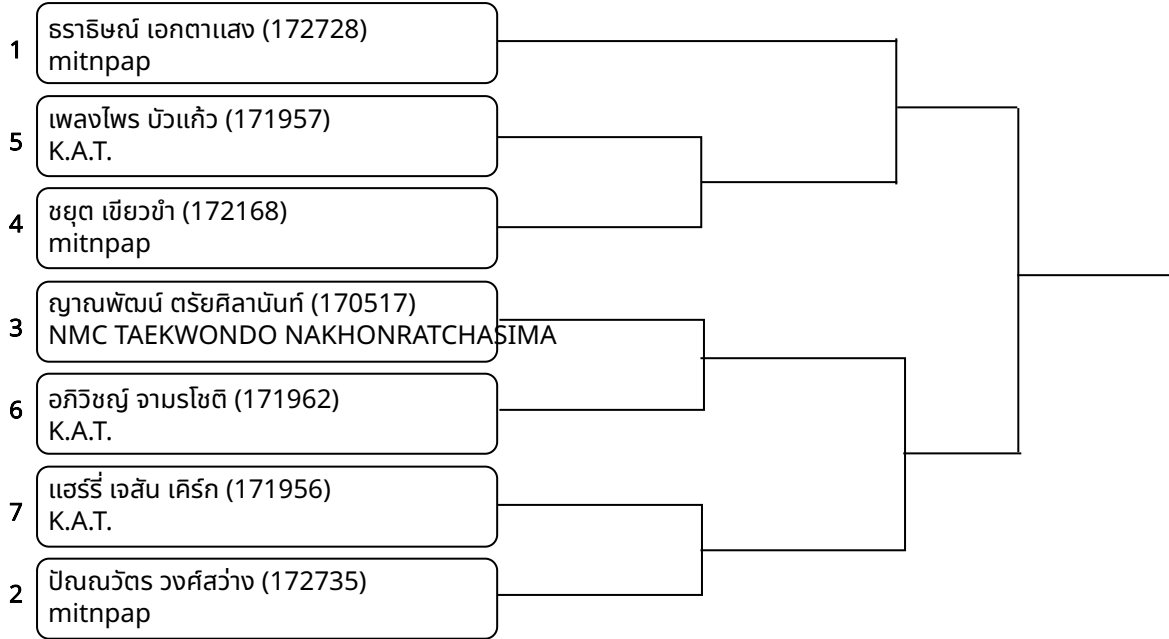 1
ธราธิษณ์ เอกตาแสง (172728)
mitnpap
5
เพลงไพร บัวแก้ว (171957)
K.A.T.
4
ชยุต เขียวขำ (172168)
mitnpap
3
ญาณพัฒน์ ตรัยศิลานันท์ (170517)
NMC TAEKWONDO NAKHONRATCHASIMA
6
อภิวิชญ์ จามรโชติ (171962)
K.A.T.
7
แฮร์รี่ เจสัน เคิร์ก (171956)
K.A.T.
2
ปัณณวัตร วงศ์สว่าง (172735)
mitnpap